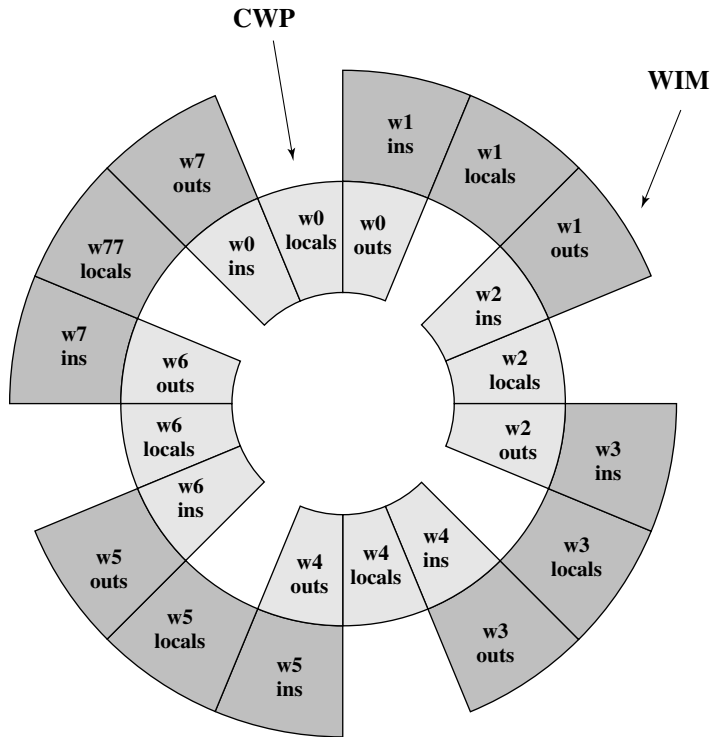 CWP
WIM
w1
ins
w1
locals
w1
outs
w7
outs
w77
locals
w7
ins
w0
ins
w0
locals
w0
outs
w2
ins
w2
locals
w2
outs
w3
ins
w3
locals
w3
outs
w4
ins
w4
locals
w4
outs
w5
ins
w5
locals
w5
outs
w6
ins
w6
locals
w6
outs